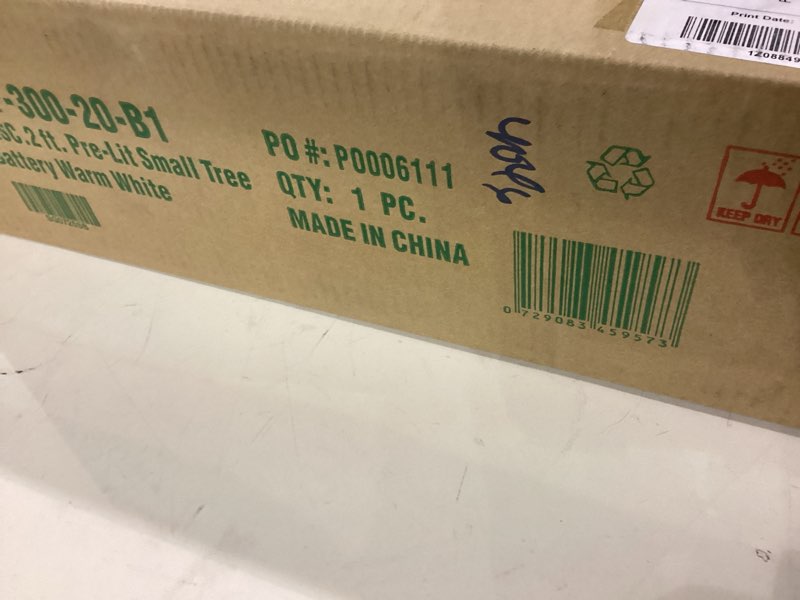 -300-20-B1
sc. 2 ft. Pre-Lit Small Tree
Battery Warm White
PO #: P0006111
QTY: 1 PC.
MADE IN CHINA
0 729083 459573
KEEP DRY
Print Date:
1Z08849